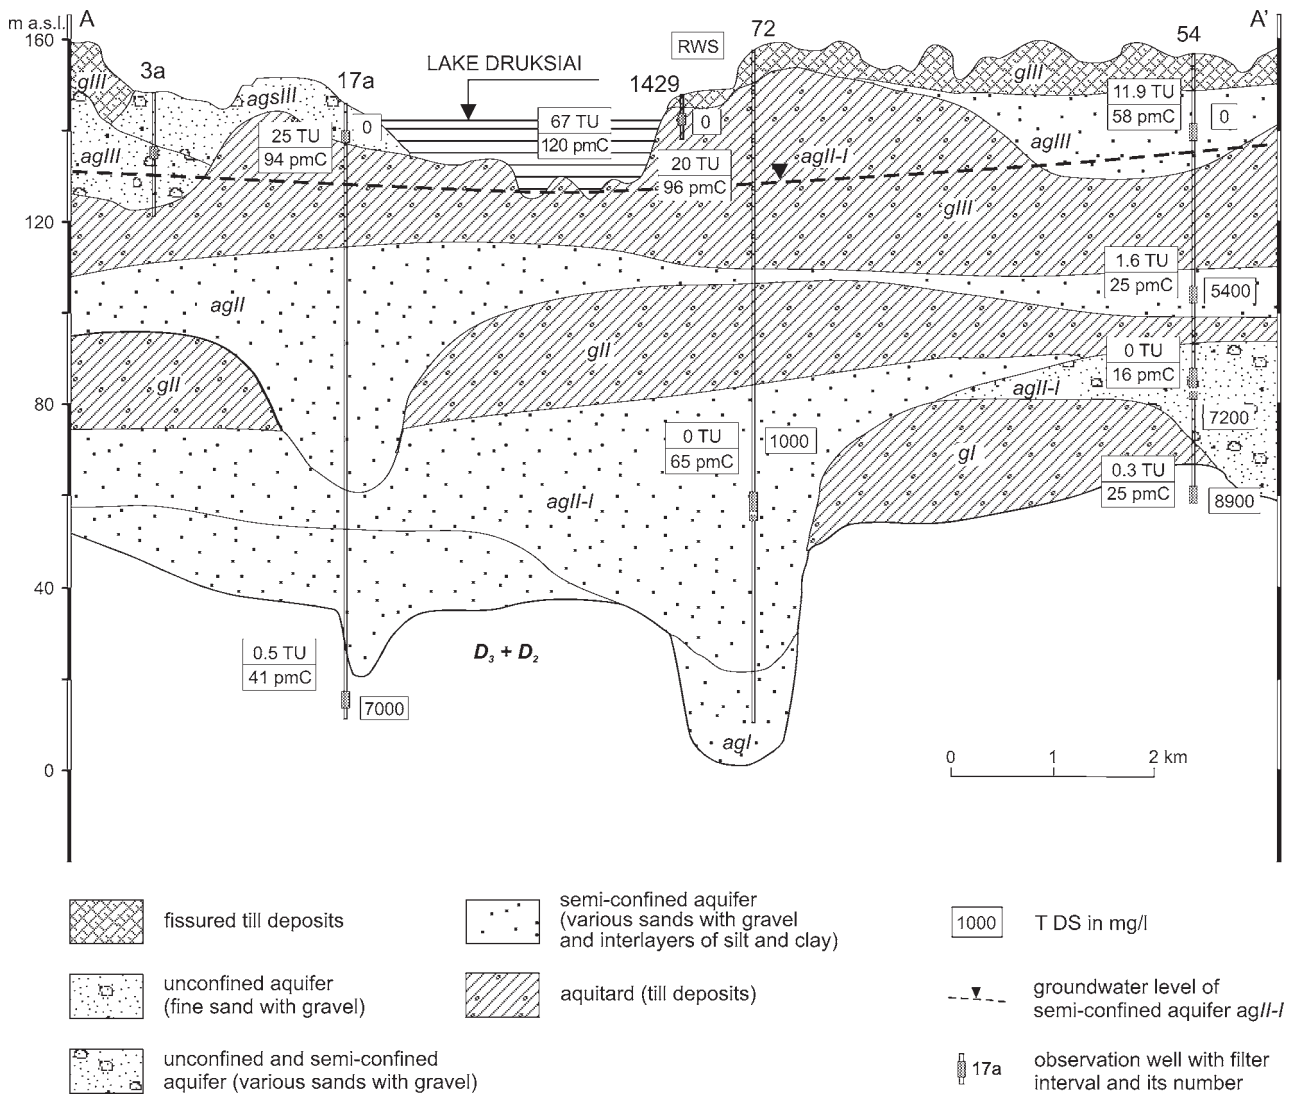 m a.s.l.
A
A'
160
120
80
40
0
3a
17a
LAKE DRUKSIAI
1429
RWS
72
54
gIII
agsIII
agIII
25 TU
94 pmC
0
67 TU
120 pmC
0
20 TU
96 pmC
agII-I
gIII
11.9 TU
58 pmC
0
agIII
gIII
1.6 TU
25 pmC
5400
agII
gII
gII
0 TU
16 pmC
agII-I
7200
0 TU
65 pmC
1000
gI
0.3 TU
25 pmC
8900
agII-I
0.5 TU
41 pmC
7000
D₃ + D₂
agI
0 1 2 km
fissured till deposits
unconfined aquifer
(fine sand with gravel)
unconfined and semi-confined
aquifer (various sands with gravel)
semi-confined aquifer
(various sands with gravel
and interlayers of silt and clay)
aquitard (till deposits)
1000 T DS in mg/l
groundwater level of
semi-confined aquifer agII-I
17a observation well with filter
interval and its number